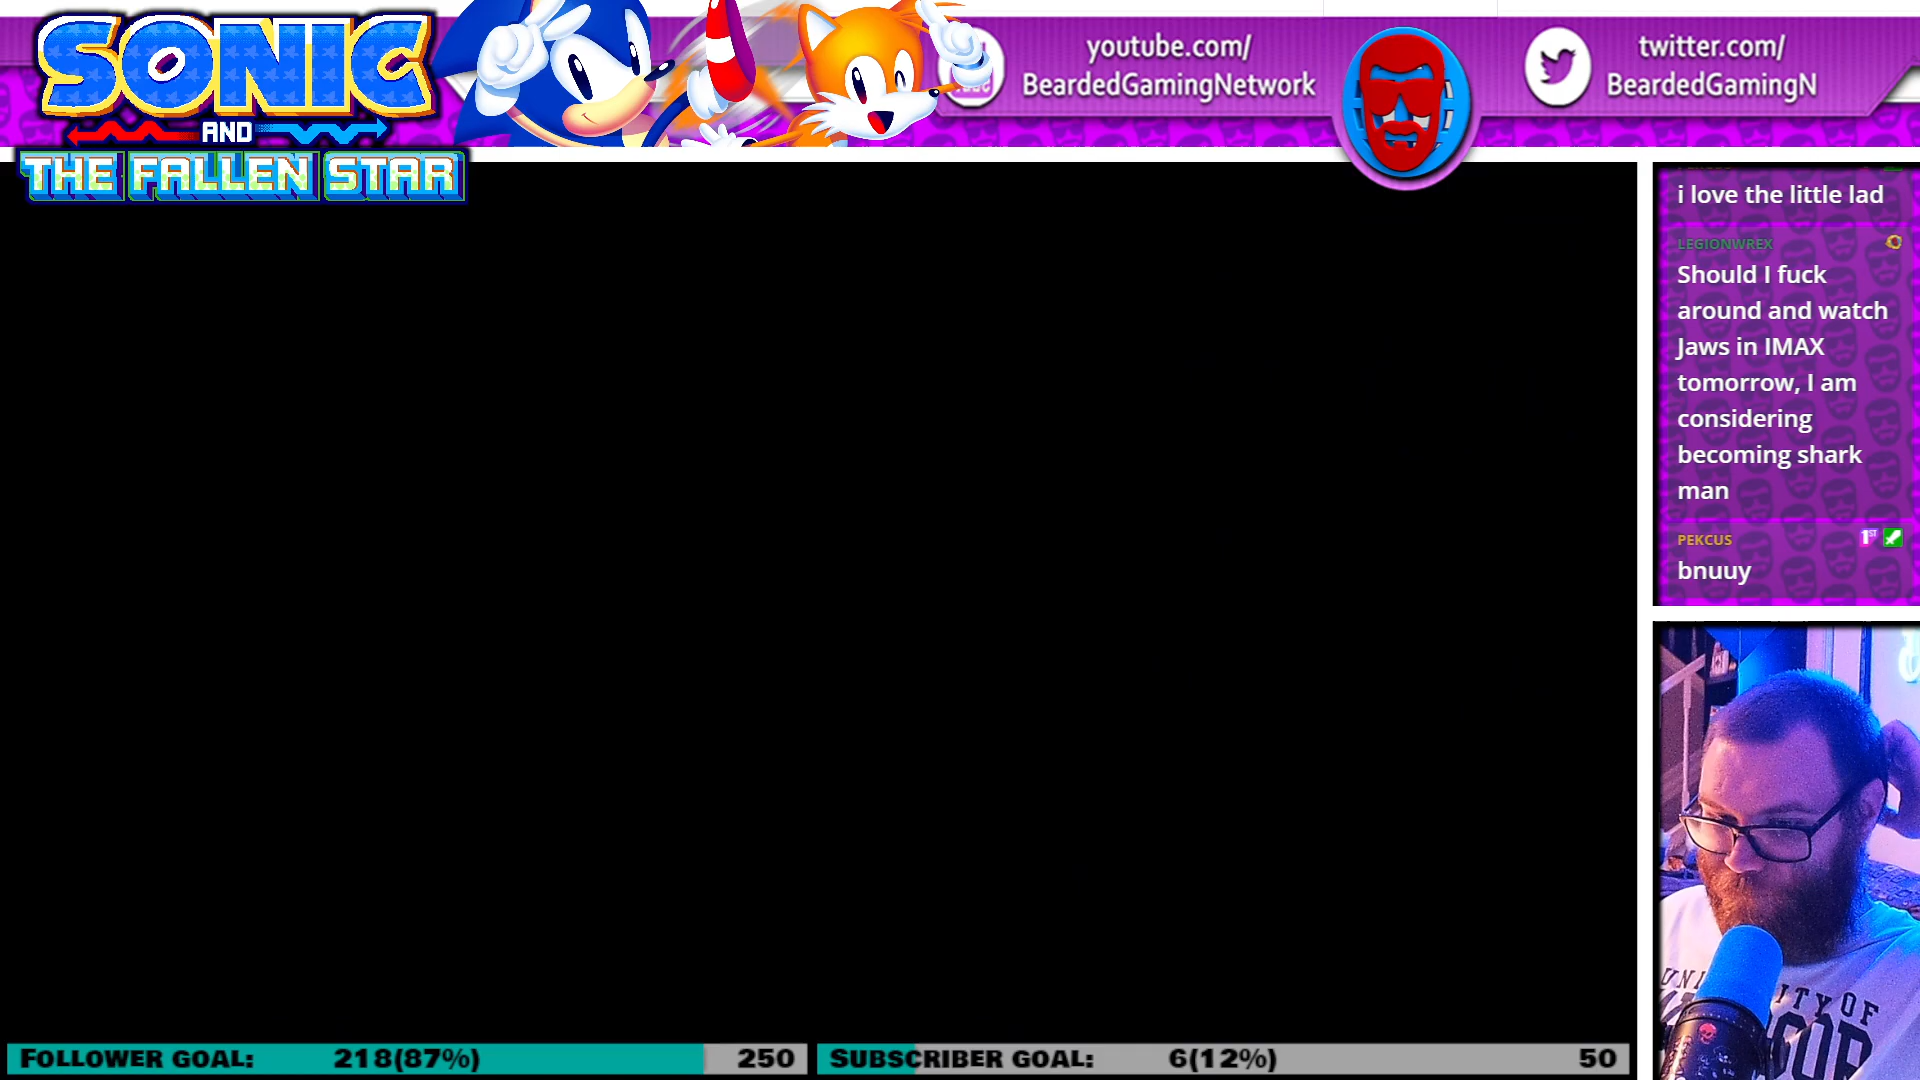 SONIC
AND
THE FALLEN STAR
youtube.com/
BeardedGamingNetwork
twitter.com/
BeardedGamingN
i love the little lad
LEGIONWREX
Should I fuck
around and watch
Jaws in IMAX
tomorrow, I am
considering
becoming shark
man
PEKCUS
1ST
bnuuy
FOLLOWER GOAL: 218(87%) 250
SUBSCRIBER GOAL: 6(12%) 50